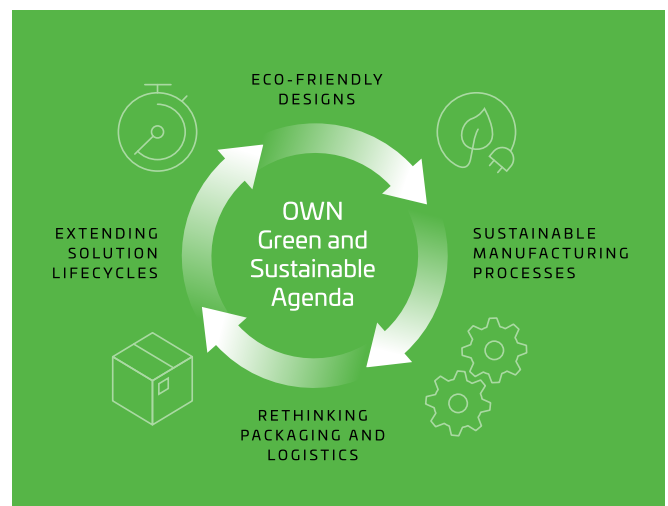 ECO-FRIENDLY
DESIGNS
OWN
Green and
Sustainable
Agenda
EXTENDING
SOLUTION
LIFECYCLES
SUSTAINABLE
MANUFACTURING
PROCESSES
RETHINKING
PACKAGING AND
LOGISTICS